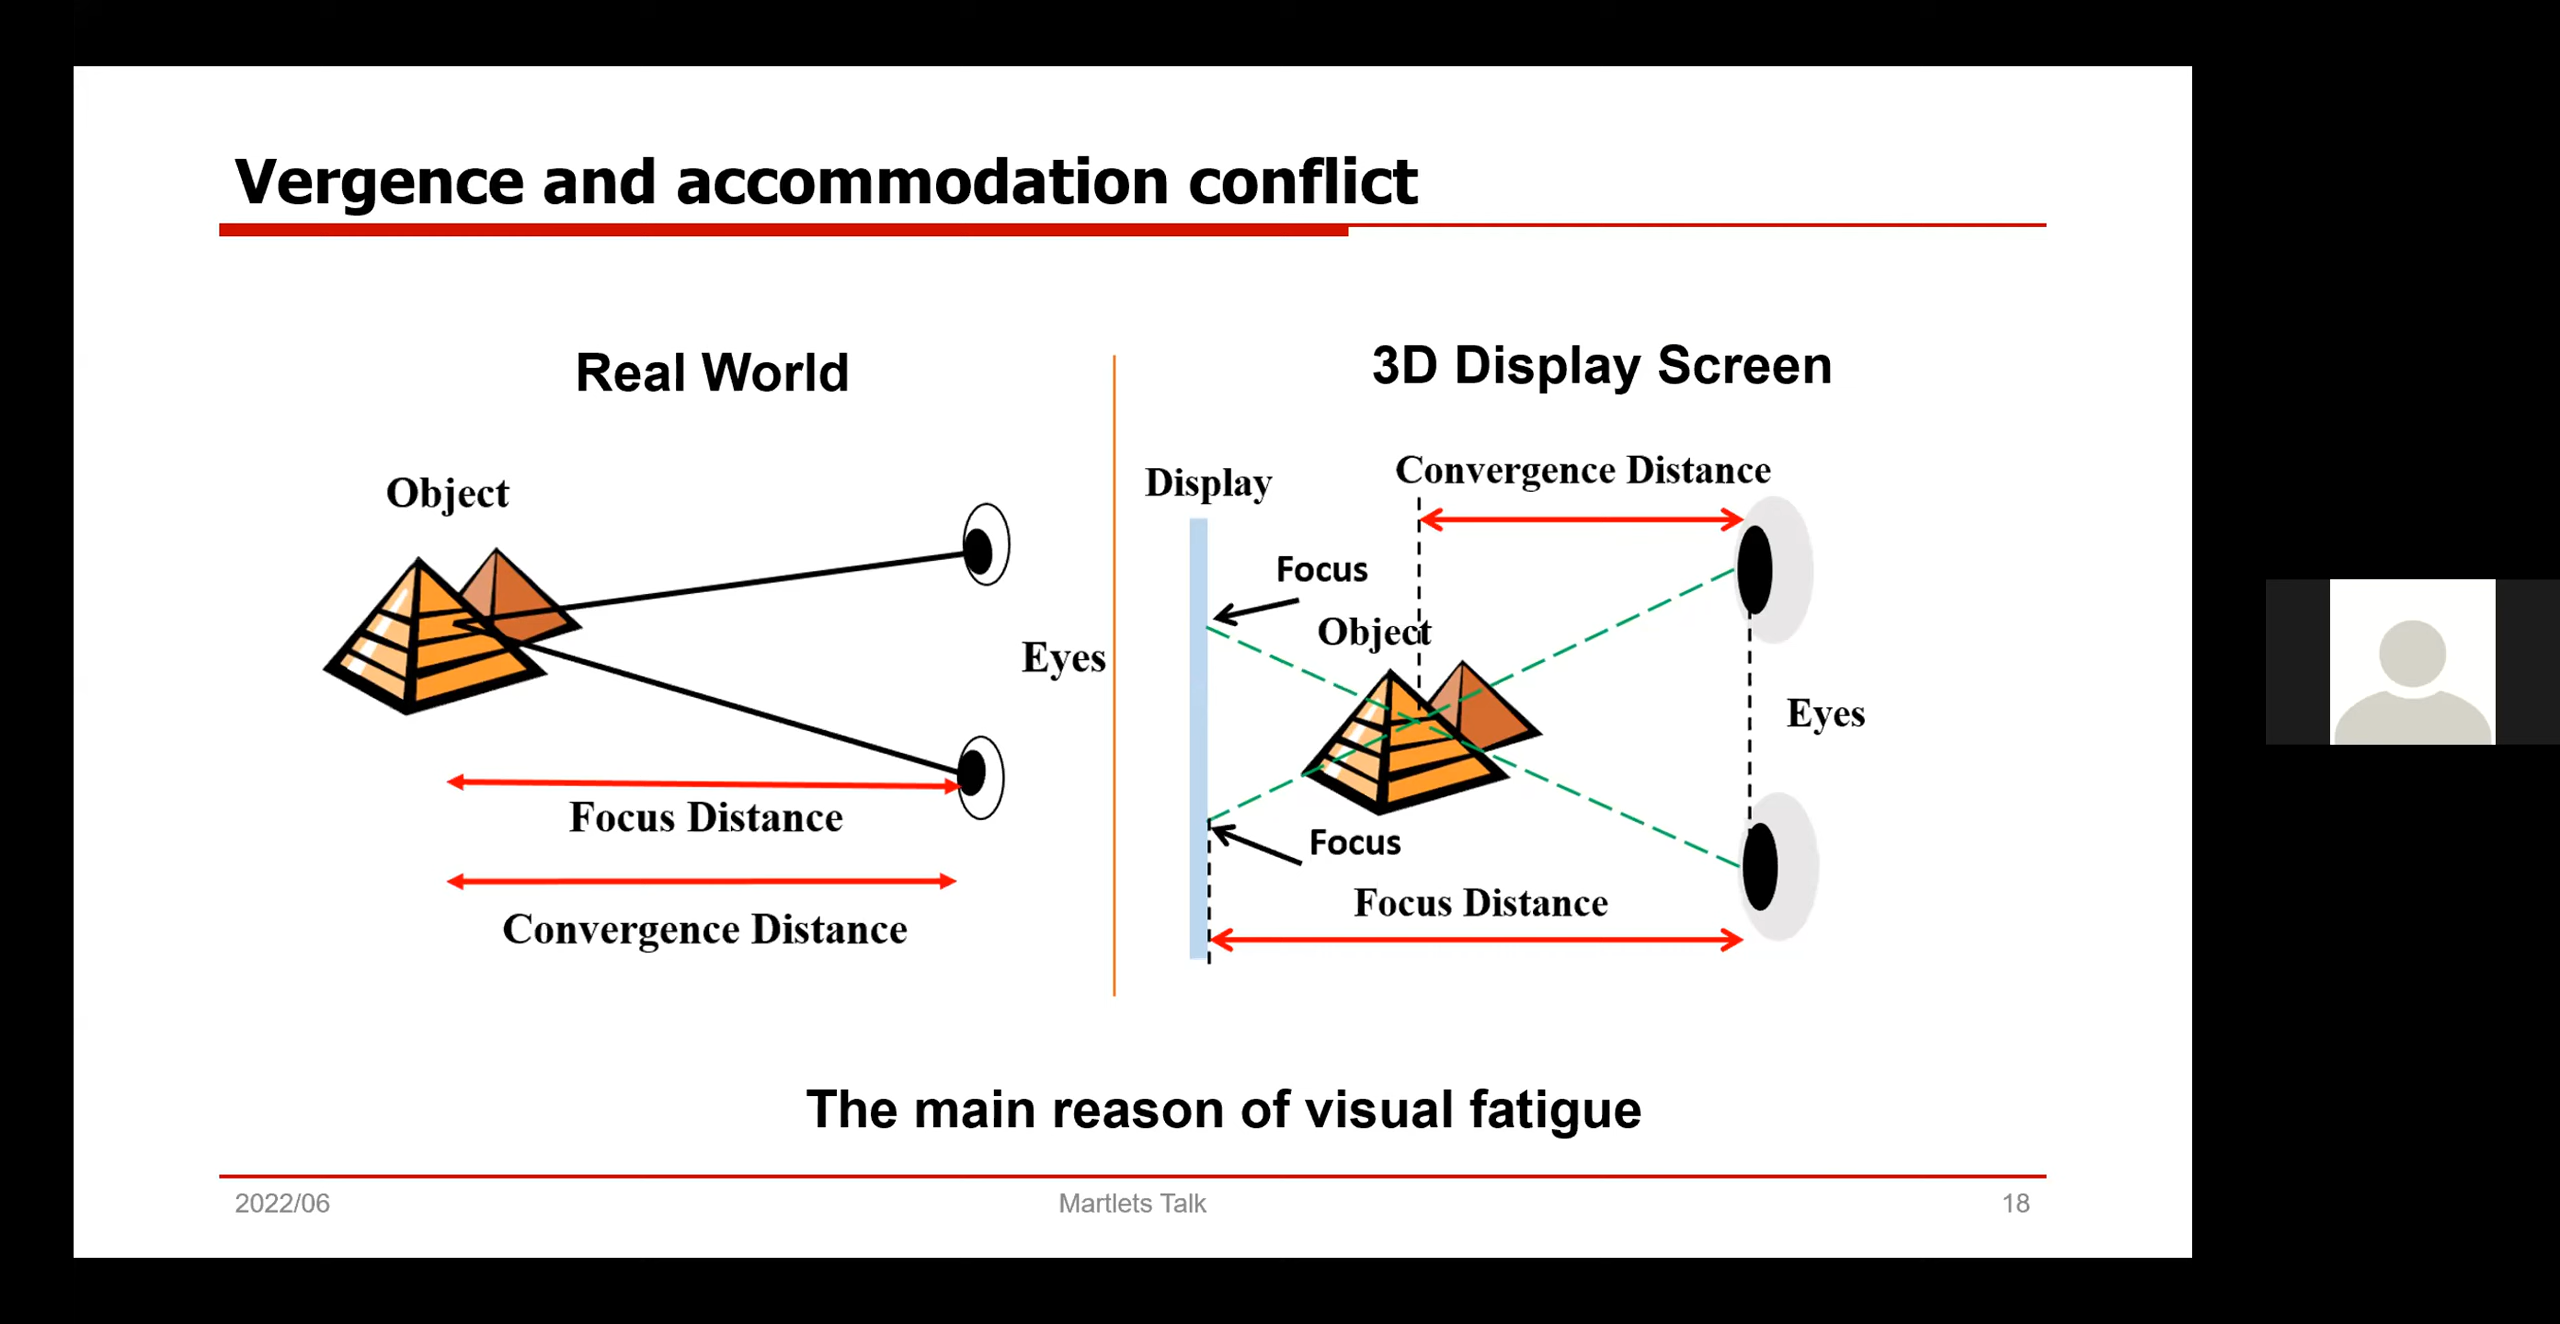 Vergence and accommodation conflict
Real World
Object
Eyes
Focus Distance
Convergence Distance
3D Display Screen
Convergence Distance
Display
Focus
Object
Eyes
Focus
Focus Distance
The main reason of visual fatigue
2022/06
Martlets Talk
18